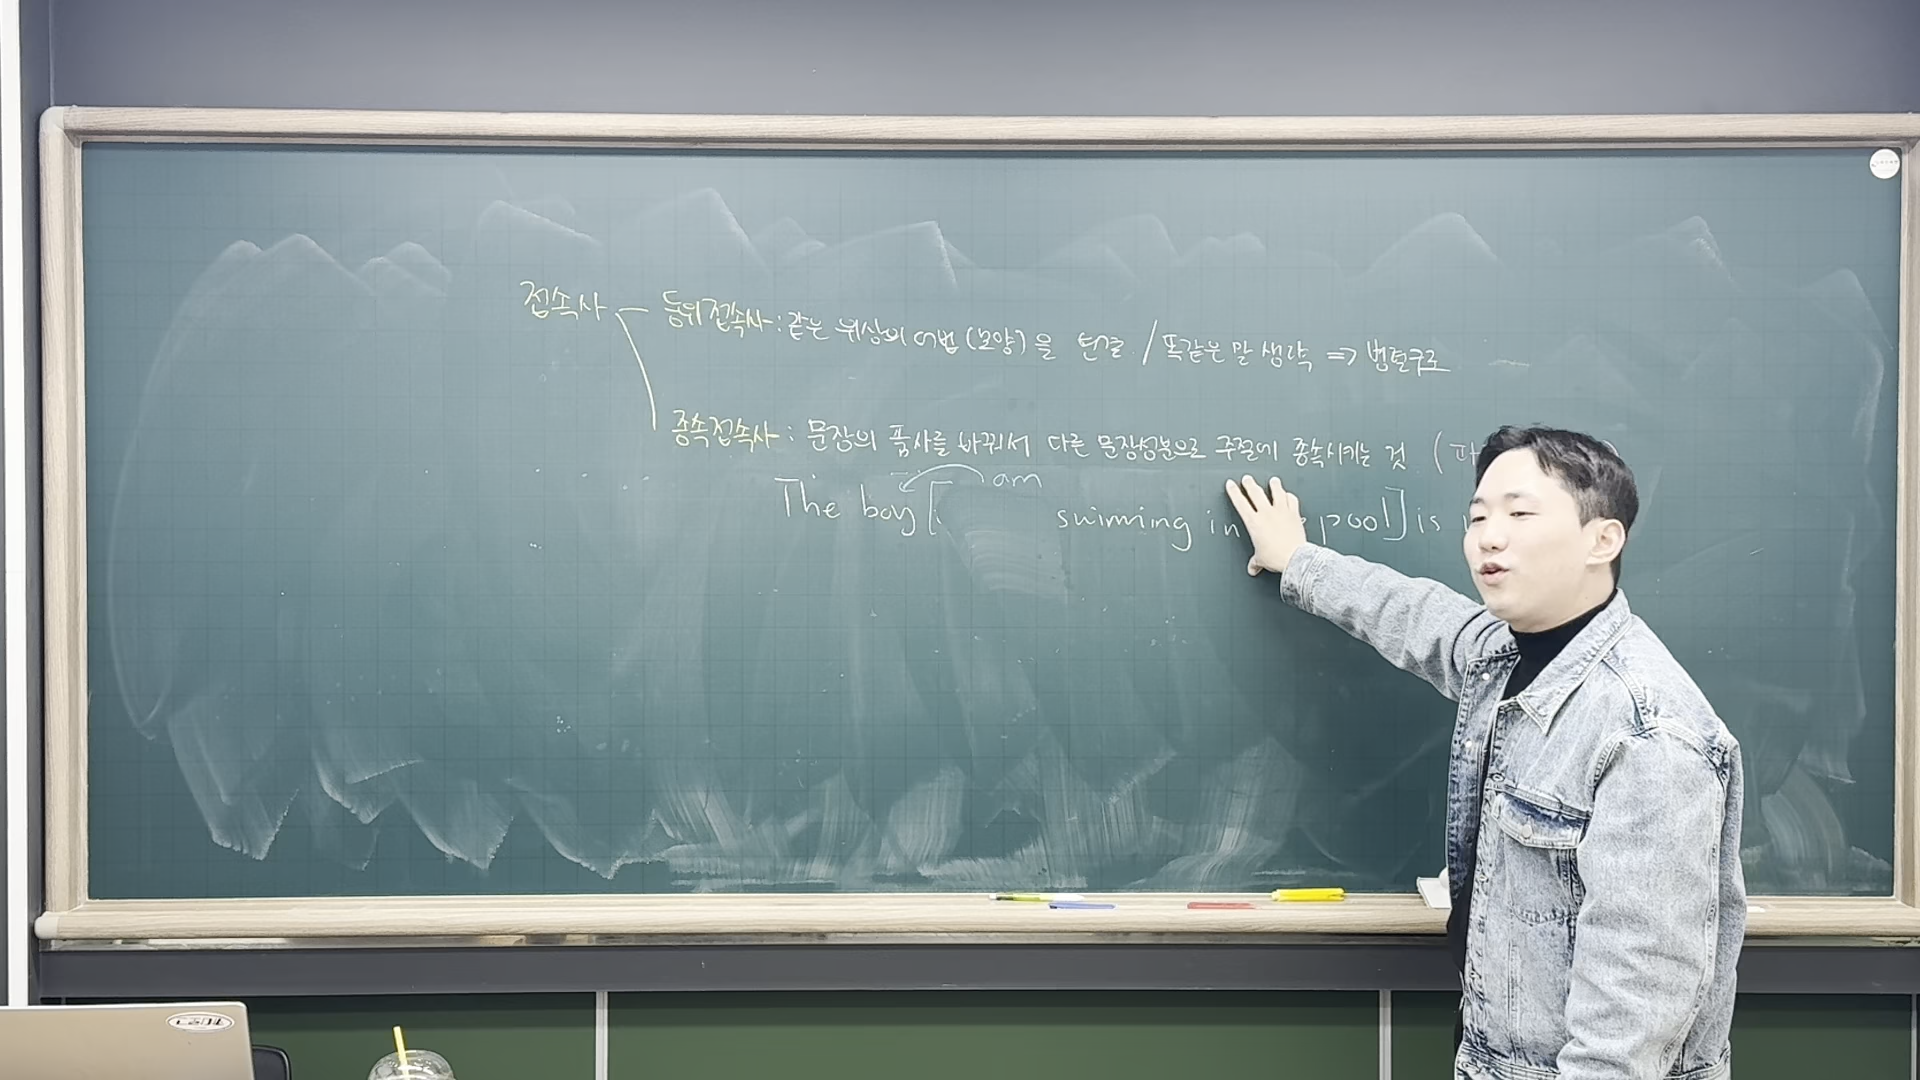 접속사 동위접속사 : 같은 위상의 어법 (모양)을 연결 / 똑같은 말 생략 => 병렬구조
종속접속사 : 문장의 품사를 바꿔서 다른 문장성분으로 주절에 종속시키는 것 (
am
The boy [ swimming in pool] is